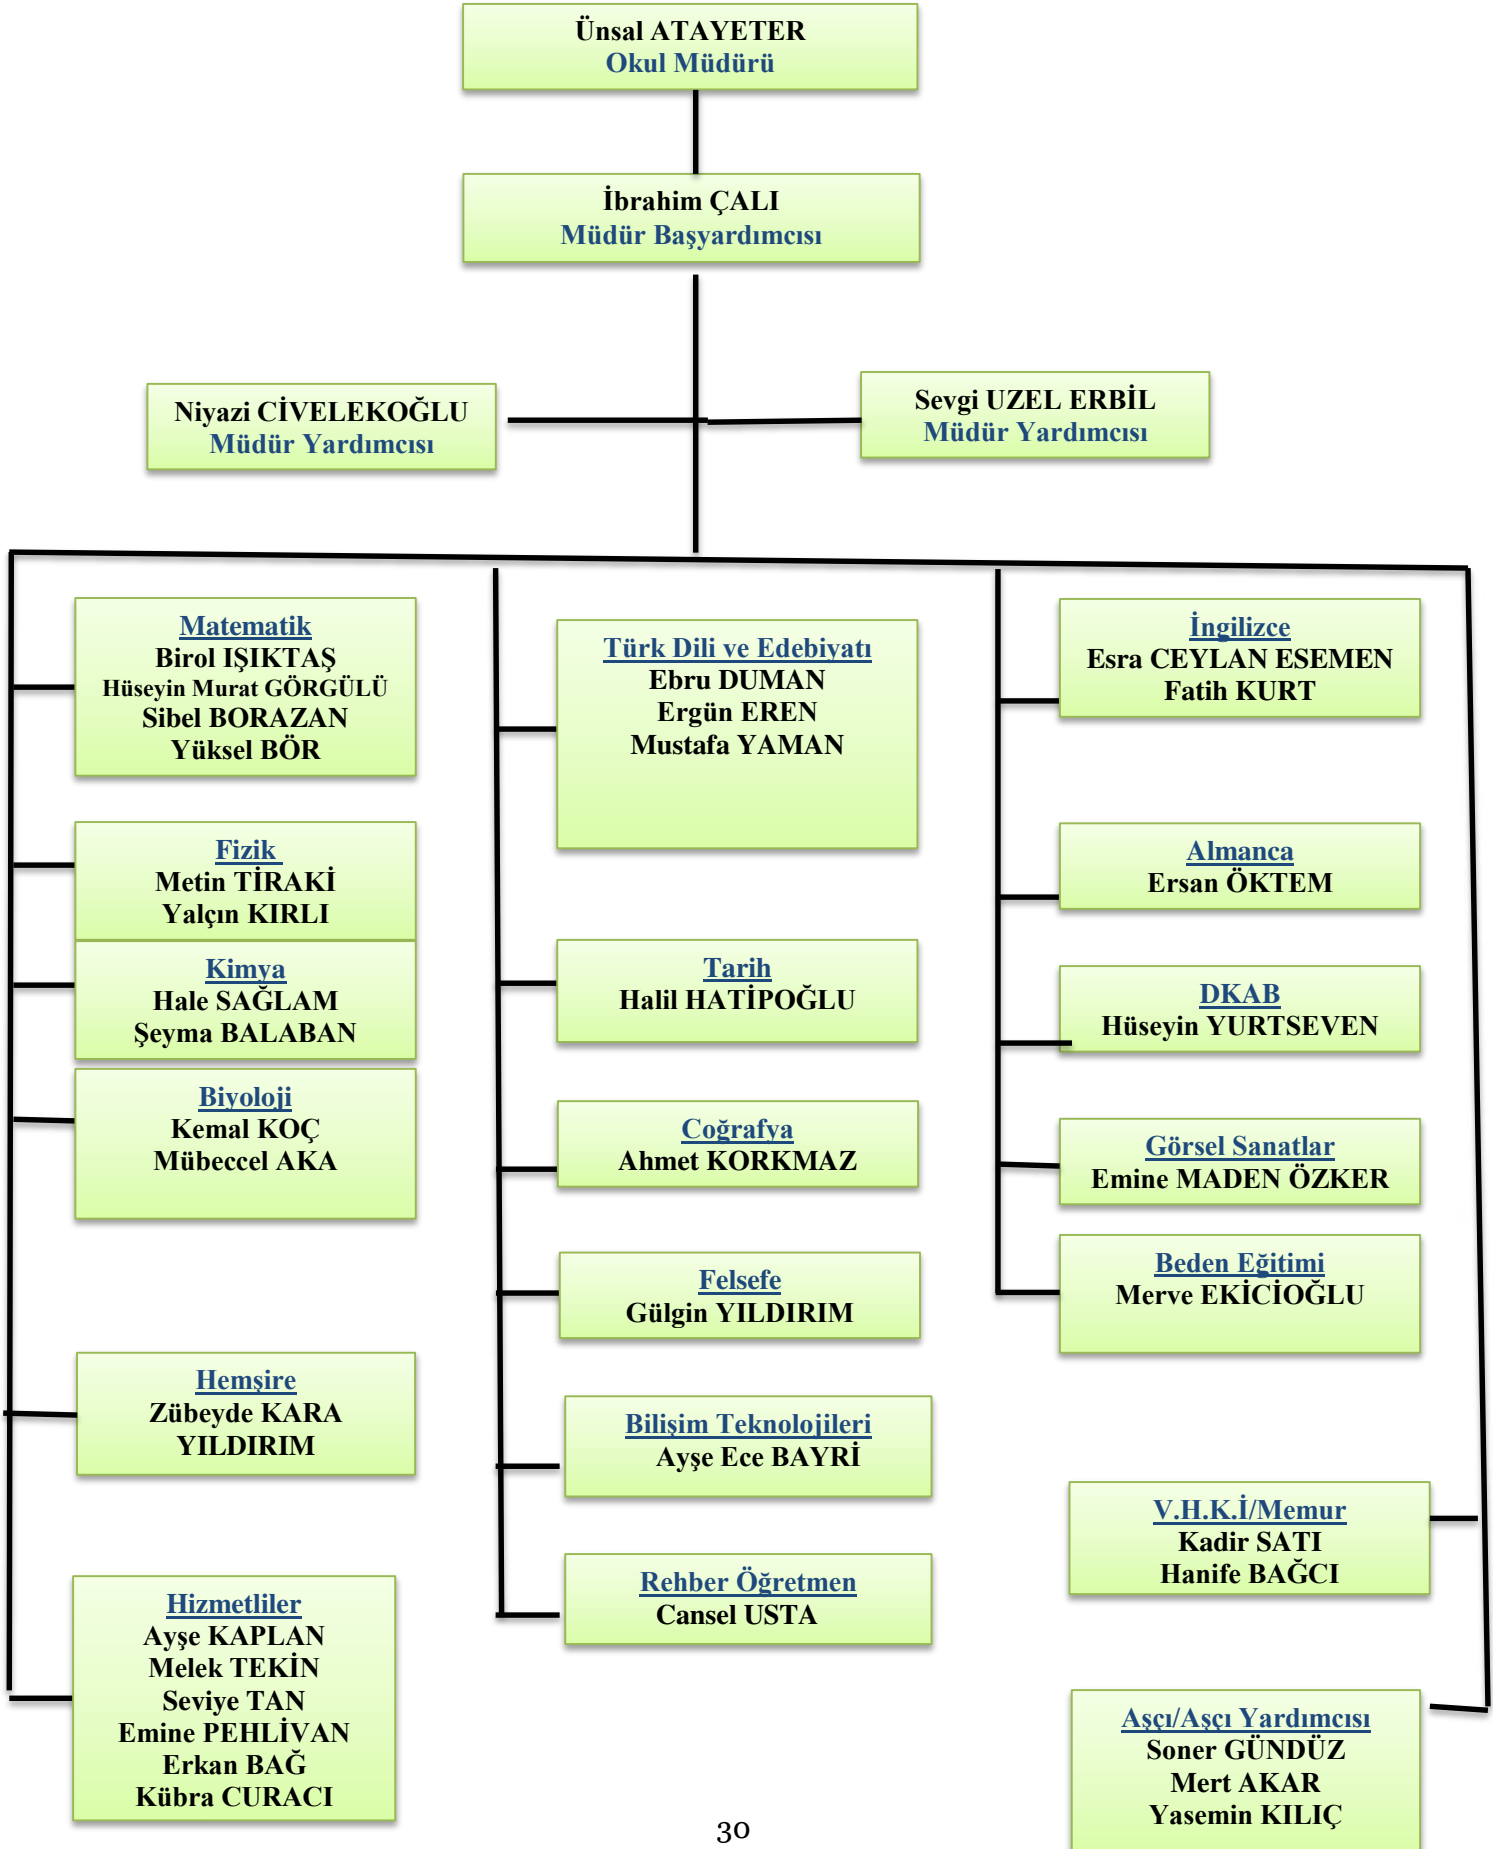 Ünsal ATAYETER
Okul Müdürü
İbrahim ÇALI
Müdür Başyardımcısı
Niyazi CİVELEKOĞLU
Müdür Yardımcısı
Sevgi UZEL ERBİL
Müdür Yardımcısı
Matematik
Birol IŞIKTAŞ
Hüseyin Murat GÖRGÜLÜ
Sibel BORAZAN
Yüksel BÖR
Fizik
Metin TİRAKİ
Yalçın KIRLI
Kimya
Hale SAĞLAM
Şeyma BALABAN
Biyoloji
Kemal KOÇ
Mübeccel AKA
Hemşire
Zübeyde KARA
YILDIRIM
Hizmetliler
Ayşe KAPLAN
Melek TEKİN
Seviye TAN
Emine PEHLİVAN
Erkan BAĞ
Kübra CURACI
Türk Dili ve Edebiyatı
Ebru DUMAN
Ergün EREN
Mustafa YAMAN
Tarih
Halil HATİPOĞLU
Coğrafya
Ahmet KORKMAZ
Felsefe
Gülgin YILDIRIM
Bilişim Teknolojileri
Ayşe Ece BAYRİ
Rehber Öğretmen
Cansel USTA
İngilizce
Esra CEYLAN ESEMEN
Fatih KURT
Almanca
Ersan ÖKTEM
DKAB
Hüseyin YURTSEVEN
Görsel Sanatlar
Emine MADEN ÖZKER
Beden Eğitimi
Merve EKİCİOĞLU
V.H.K.İ/Memur
Kadir SATI
Hanife BAĞCI
Aşçı/Aşçı Yardımcısı
Soner GÜNDÜZ
Mert AKAR
Yasemin KILIÇ
30